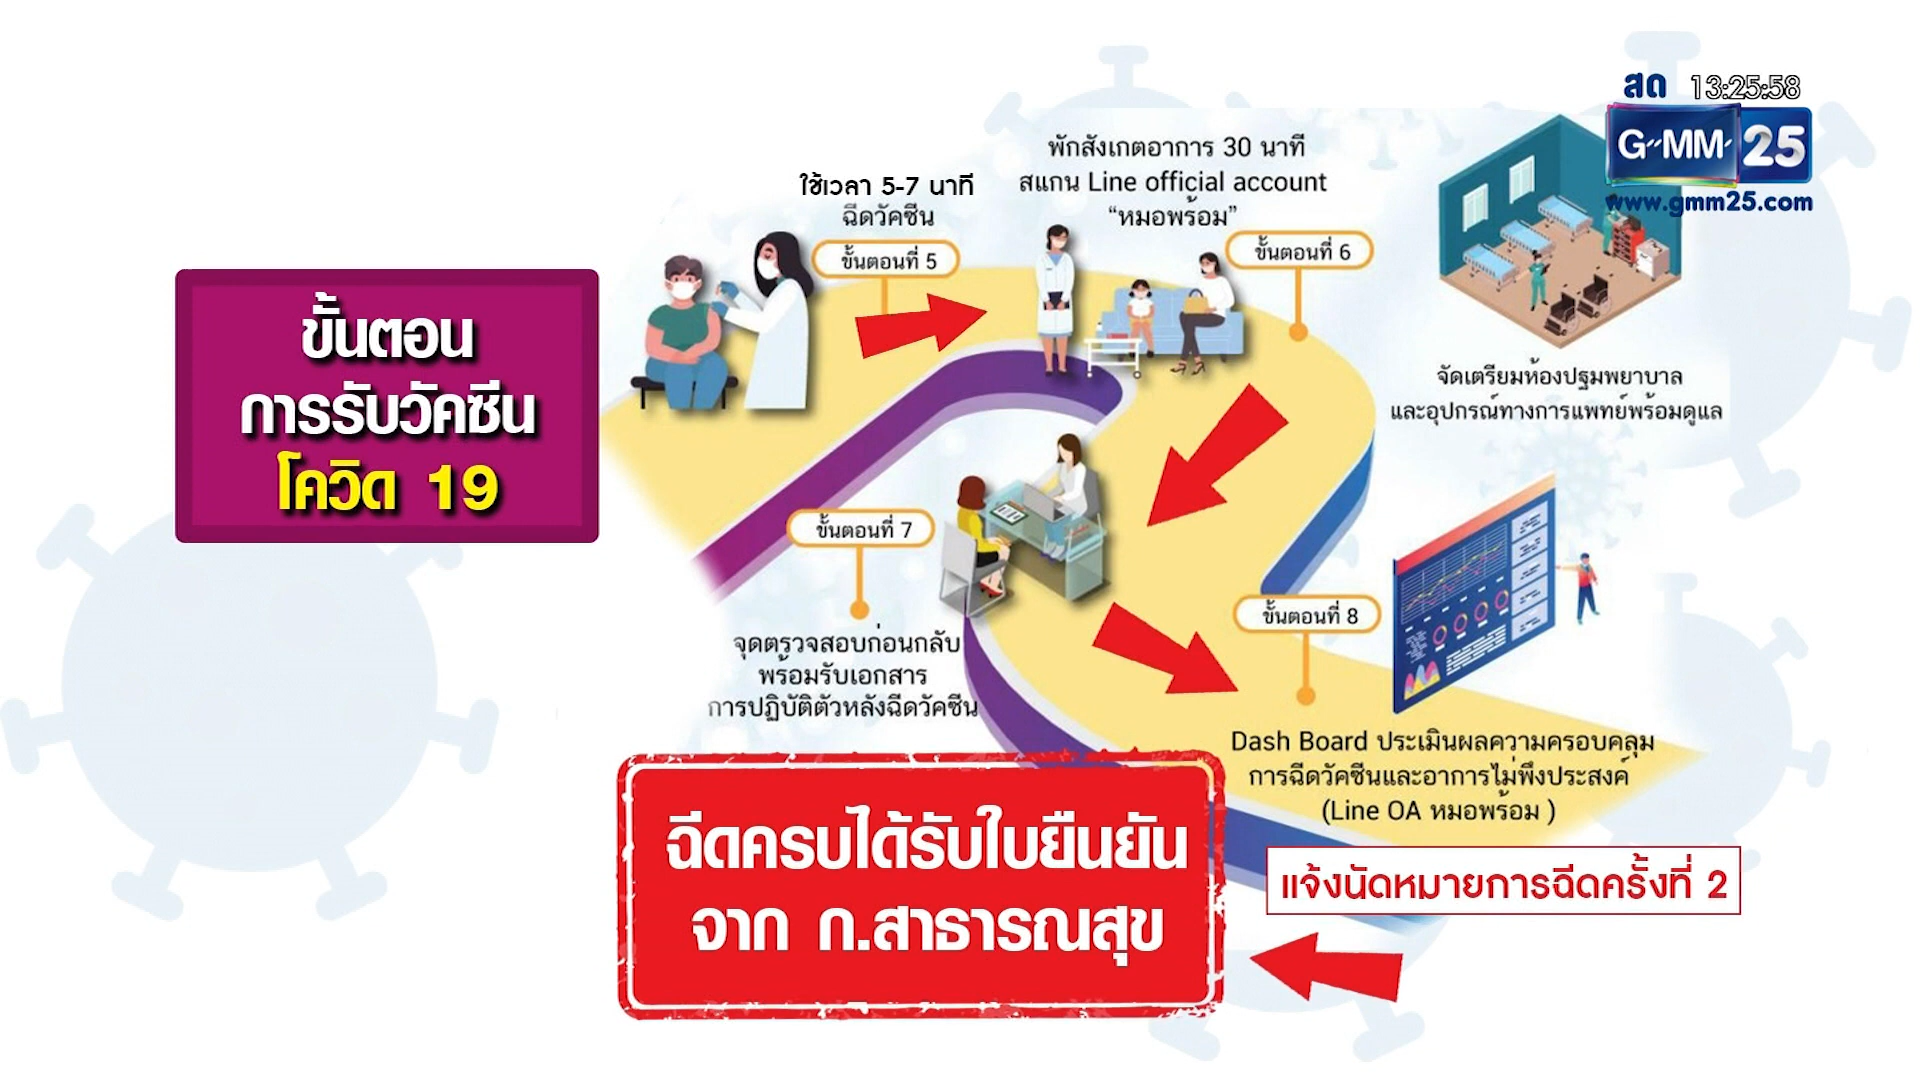 สด 13:25:58
G"MM' 25
www.gmm25.com
ขั้นตอน
การรับวัคซีน
โควิด 19
ใช้เวลา 5-7 นาที
ฉีดวัคซีน
ขั้นตอนที่ 5
พักสังเกตอาการ 30 นาที
สแกน Line official account
“หมอพร้อม”
ขั้นตอนที่ 6
จัดเตรียมห้องปฐมพยาบาล
และอุปกรณ์ทางการแพทย์พร้อมดูแล
ขั้นตอนที่ 7
จุดตรวจสอบก่อนกลับ
พร้อมรับเอกสาร
การปฏิบัติตัวหลังฉีดวัคซีน
ขั้นตอนที่ 8
Dash Board ประเมินผลความครอบคลุม
การฉีดวัคซีนและอาการไม่พึงประสงค์
(Line OA หมอพร้อม )
แจ้งนัดหมายการฉีดครั้งที่ 2
ฉีดครบได้รับใบยืนยัน
จาก ก.สาธารณสุข